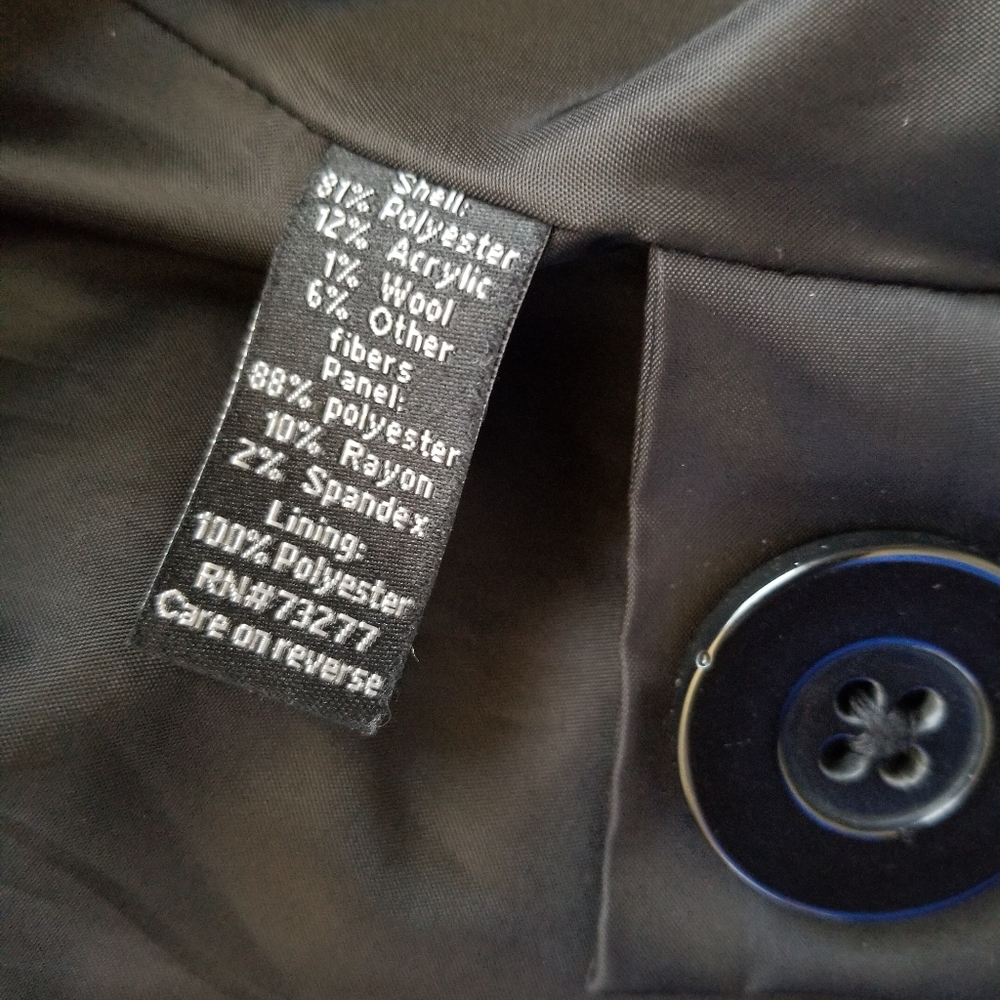 Shell:
81% Polyester
12% Acrylic
1% Wool
6% Other
fibers
Panel:
88% polyester
10% Rayon
2% Spandex
Lining:
100% Polyester
RN#73277
Care on reverse